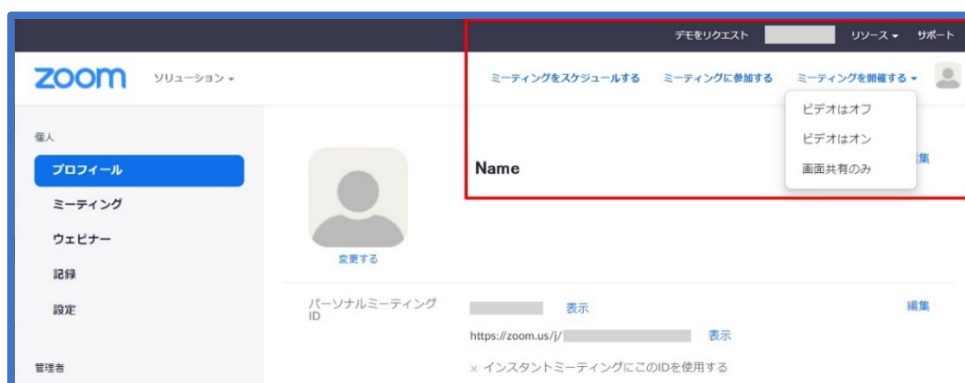 デモをリクエスト リソース サポート
zoom ソリューション ミーティングをスケジュールする ミーティングに参加する ミーティングを開催する
ビデオはオフ
ビデオはオン
画面共有のみ
個人
プロフィール
ミーティング
ウェビナー
記録
設定
管理者
変更する
Name
集
パーソナルミーティング
ID
表示
編集
https://zoom.us/j/ 表示
× インスタントミーティングにこのIDを使用する